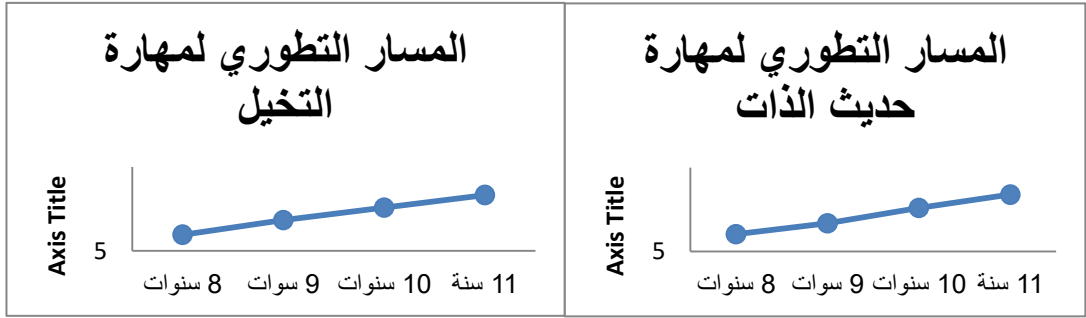 المسار التطوري لمهارة
التخيل
Axis Title
5
8 سنوات
9 سوات
10 سنوات
11 سنة
المسار التطوري لمهارة
حديث الذات
Axis Title
5
8 سنوات
9 سوات
10 سنوات
11 سنة